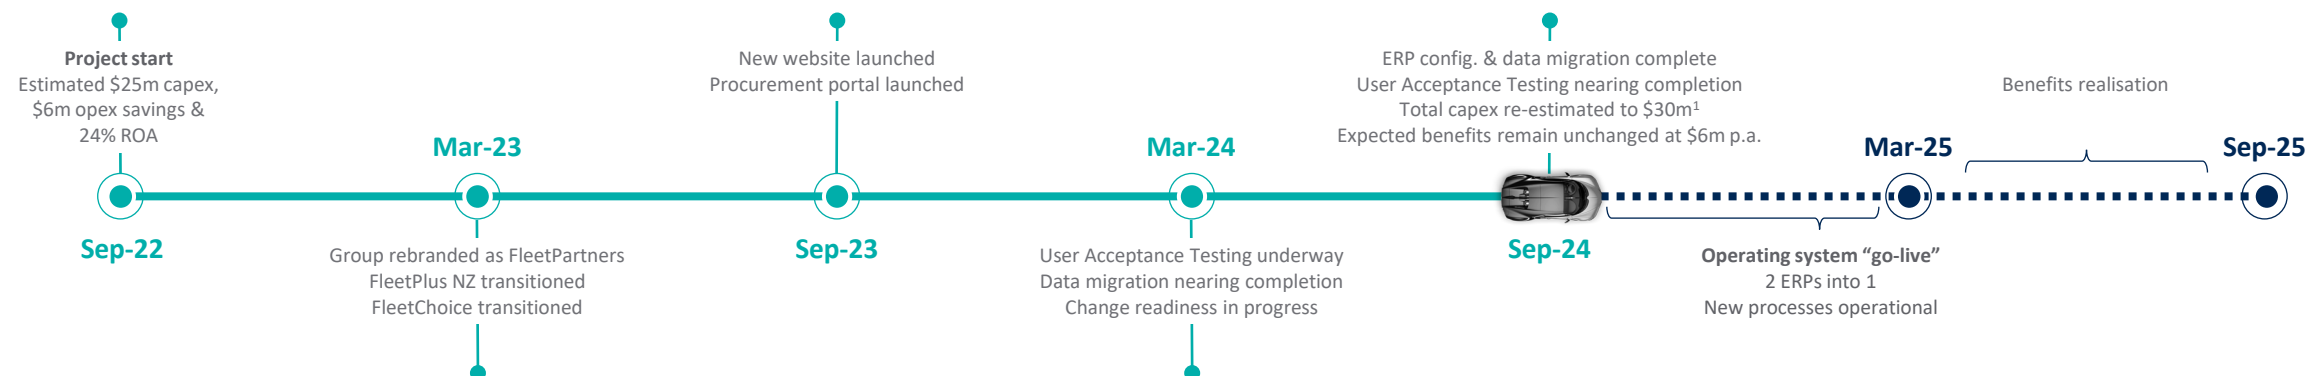 Project start
Estimated $25m capex,
$6m opex savings &
24% ROA
Sep-22
Mar-23
Group rebranded as FleetPartners
FleetPlus NZ transitioned
FleetChoice transitioned
New website launched
Procurement portal launched
Sep-23
Mar-24
User Acceptance Testing underway
Data migration nearing completion
Change readiness in progress
ERP config. & data migration complete
User Acceptance Testing nearing completion
Total capex re-estimated to $30m¹
Expected benefits remain unchanged at $6m p.a.
Sep-24
Operating system “go-live”
2 ERPs into 1
New processes operational
Mar-25
Benefits realisation
Sep-25